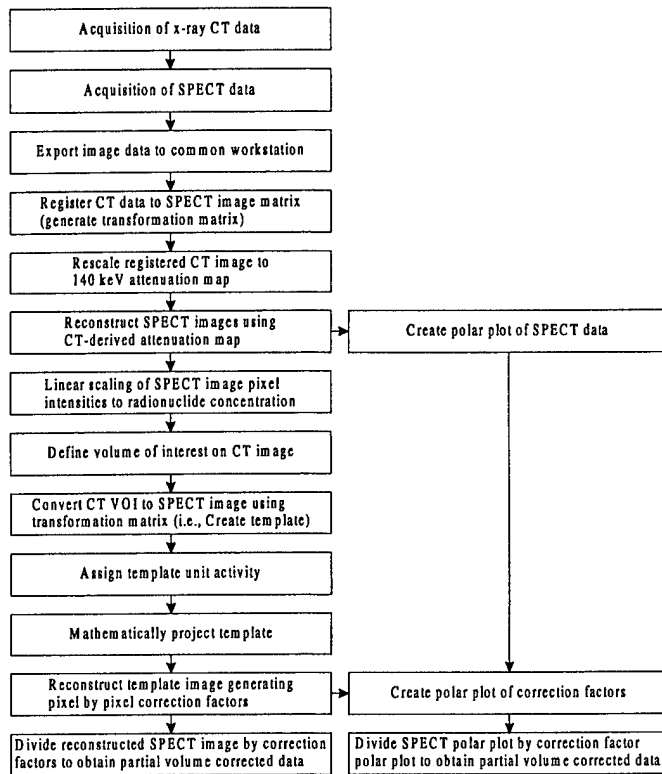 Acquisition of x-ray CT data
Acquisition of SPECT data
Export image data to common workstation
Register CT data to SPECT image matrix
(generate transformation matrix)
Rescale registered CT image to
140 keV attenuation map
Reconstruct SPECT images using
CT-derived attenuation map
Create polar plot of SPECT data
Linear scaling of SPECT image pixel
intensities to radionuclide concentration
Define volume of interest on CT image
Convert CT VOI to SPECT image using
transformation matrix (i.e., Create template)
Assign template unit activity
Mathematically project template
Reconstruct template image generating
pixel by pixel correction factors
Create polar plot of correction factors
Divide reconstructed SPECT image by correction
factors to obtain partial volume corrected data
Divide SPECT polar plot by correction factor
polar plot to obtain partial volume corrected data